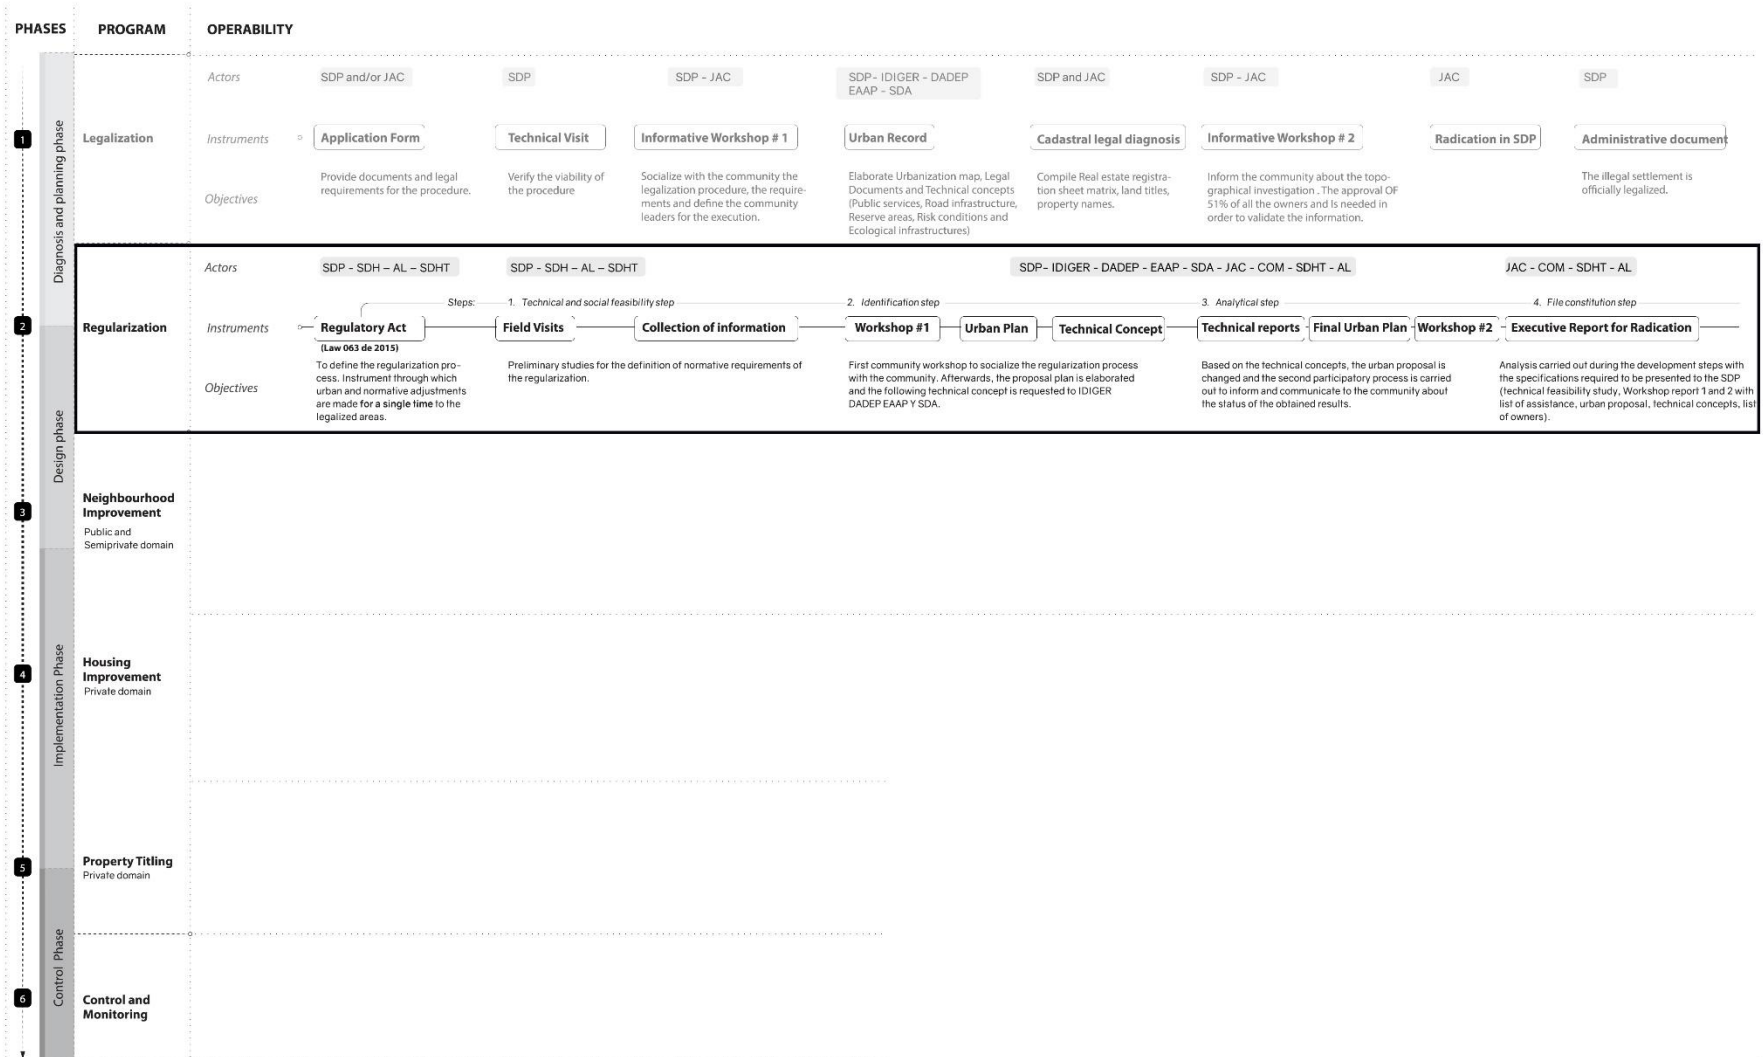 PHASES PROGRAM OPERABILITY
Diagnosis and planning phase
Design phase
Implementation Phase
Control Phase
1
Legalization
Actors
SDP and/or JAC
SDP
SDP - JAC
SDP- IDIGER - DADEP
EAAP - SDA
SDP and JAC
SDP - JAC
JAC
SDP
Instruments
Application Form
Technical Visit
Informative Workshop # 1
Urban Record
Cadastral legal diagnosis
Informative Workshop # 2
Radication in SDP
Administrative document
Objectives
Provide documents and legal
requirements for the procedure.
Verify the viability of
the procedure
Socialize with the community the
legalization procedure, the require-
ments and define the community
leaders for the execution.
Elaborate Urbanization map, Legal
Documents and Technical concepts
(Public services, Road infrastructure,
Reserve areas, Risk conditions and
Ecological infrastructures)
Compile Real estate registra-
tion sheet matrix, land titles,
property names.
Inform the community about the topo-
graphical investigation . The approval OF
51% of all the owners and Is needed in
order to validate the information.
The illegal settlement is
officially legalized.
2
Regularization
Actors
SDP - SDH – AL – SDHT
SDP - SDH – AL – SDHT
SDP- IDIGER - DADEP - EAAP - SDA - JAC - COM - SDHT - AL
JAC - COM - SDHT - AL
Steps:
1. Technical and social feasibility step
2. Identification step
3. Analytical step
4. File constitution step
Instruments
Regulatory Act
(Law 063 de 2015)
Field Visits
Collection of information
Workshop #1
Urban Plan
Technical Concept
Technical reports
Final Urban Plan
Workshop #2
Executive Report for Radication
Objectives
To define the regularization pro-
cess. Instrument through which
urban and normative adjustments
are made for a single time to the
legalized areas.
Preliminary studies for the definition of normative requirements of
the regularization.
First community workshop to socialize the regularization process
with the community. Afterwards, the proposal plan is elaborated
and the following technical concept is requested to IDIGER
DADEP EAAP Y SDA.
Based on the technical concepts, the urban proposal is
changed and the second participatory process is carried
out to inform and communicate to the community about
the status of the obtained results.
Analysis carried out during the development steps with
the specifications required to be presented to the SDP
(technical feasibility study, Workshop report 1 and 2 with
list of assistance, urban proposal, technical concepts, list
of owners).
3
Neighbourhood
Improvement
Public and
Semiprivate domain
4
Housing
Improvement
Private domain
5
Property Titling
Private domain
6
Control and
Monitoring